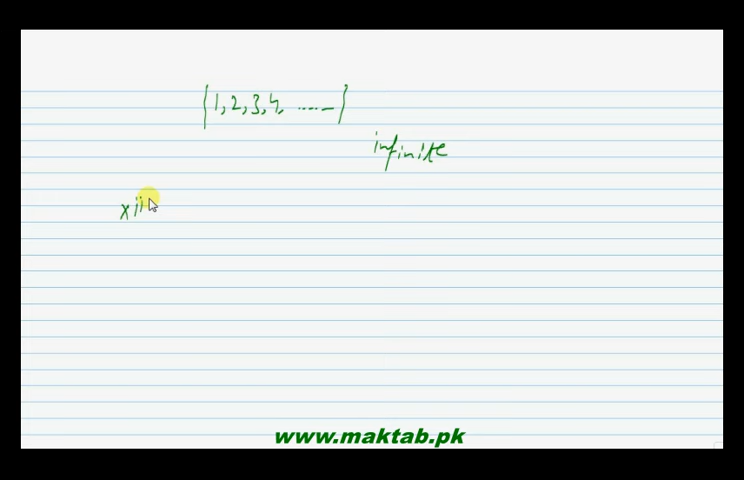 {1, 2, 3, 4, ......}
infinite
xii
www.maktab.pk